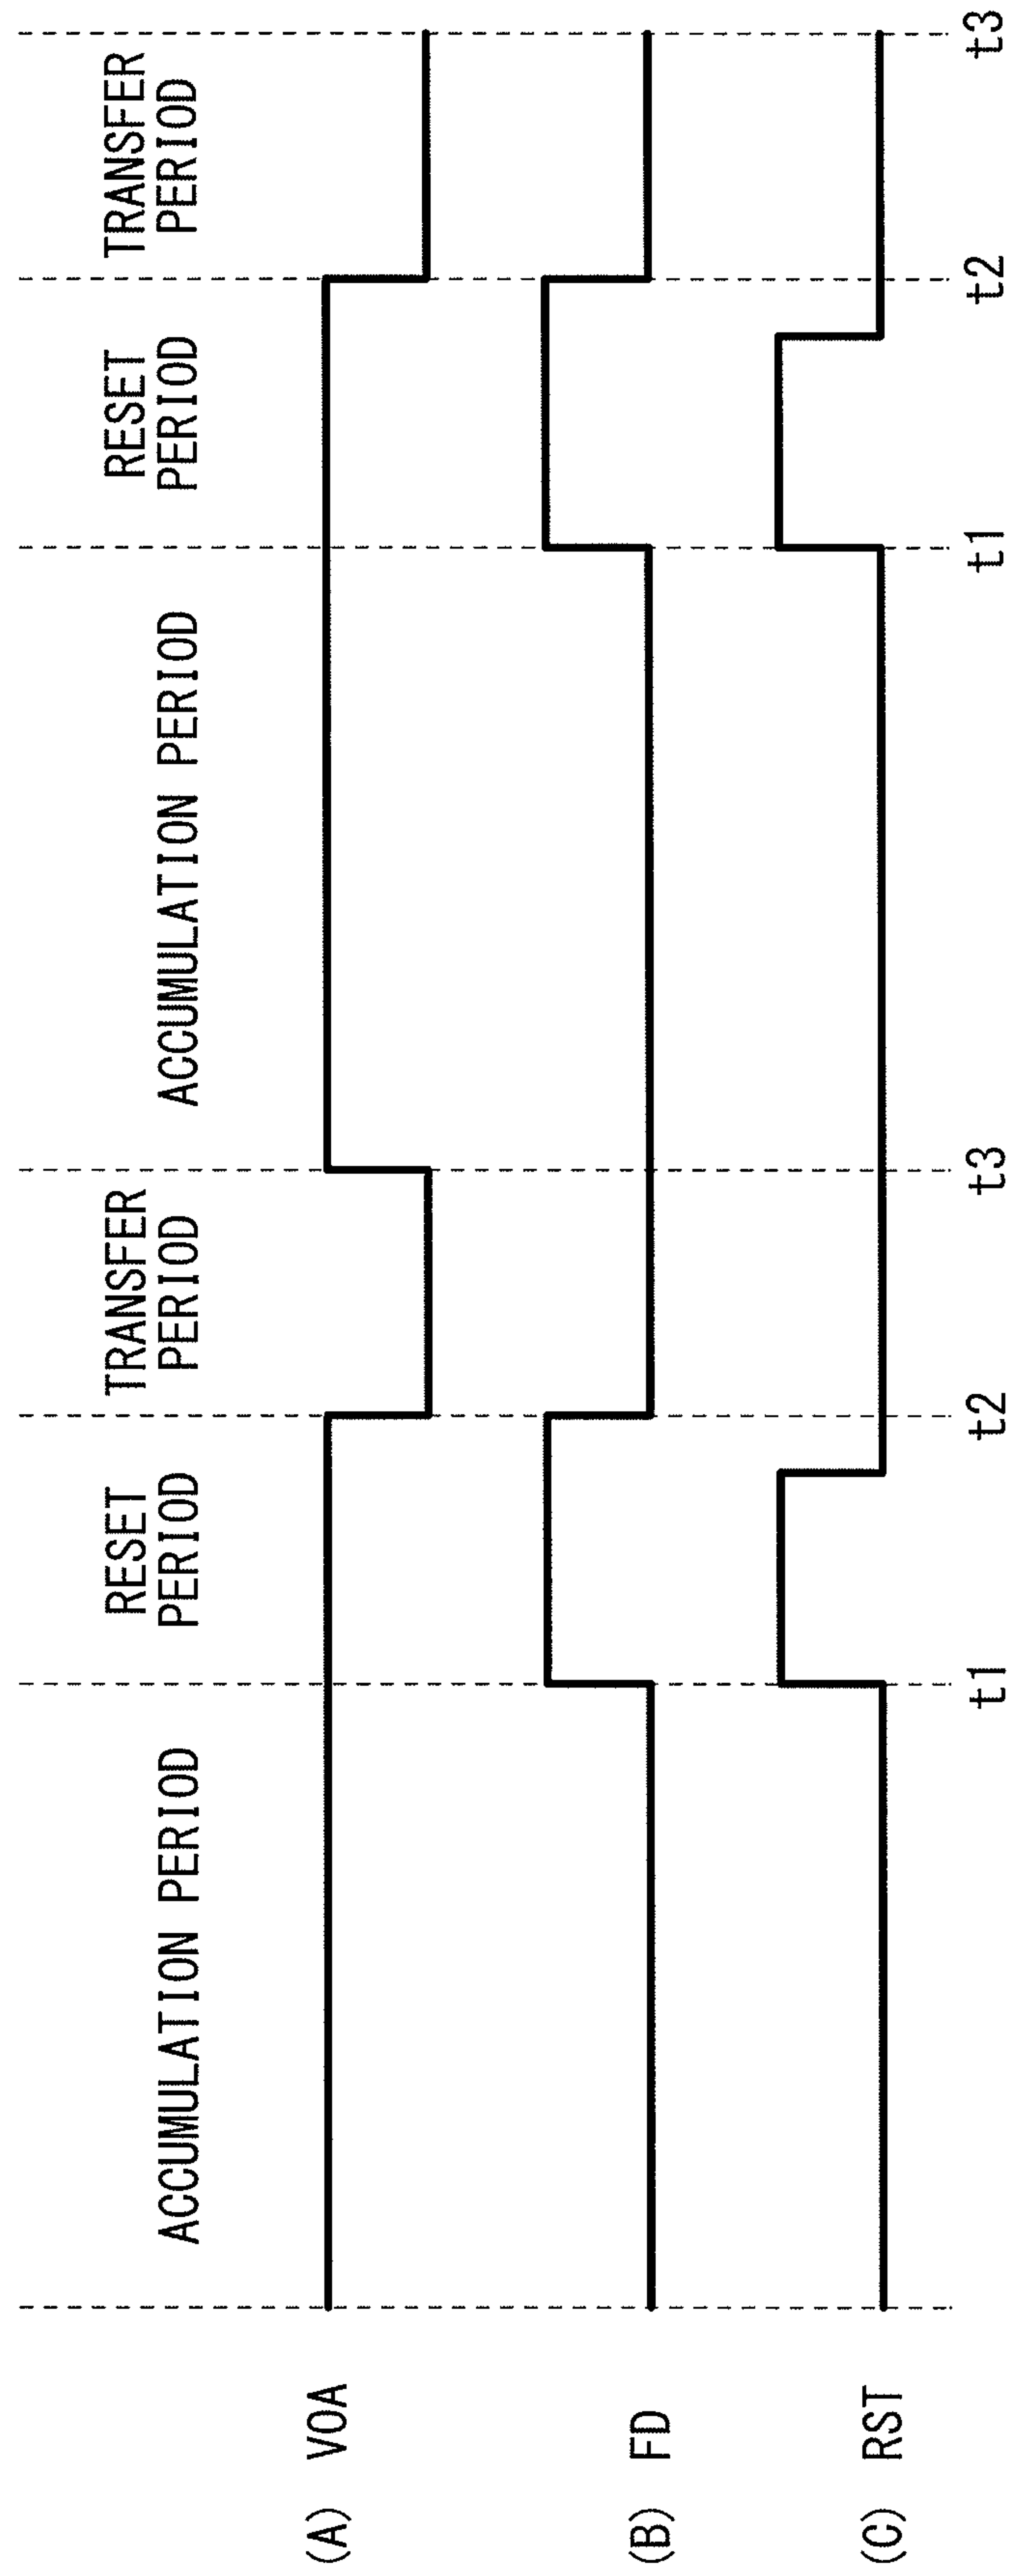 ACCUMULATION PERIOD
RESET
PERIOD
TRANSFER
PERIOD
ACCUMULATION PERIOD
RESET
PERIOD
TRANSFER
PERIOD
(A) VOA
(B) FD
(C) RST
t1
t2
t3
t1
t2
t3